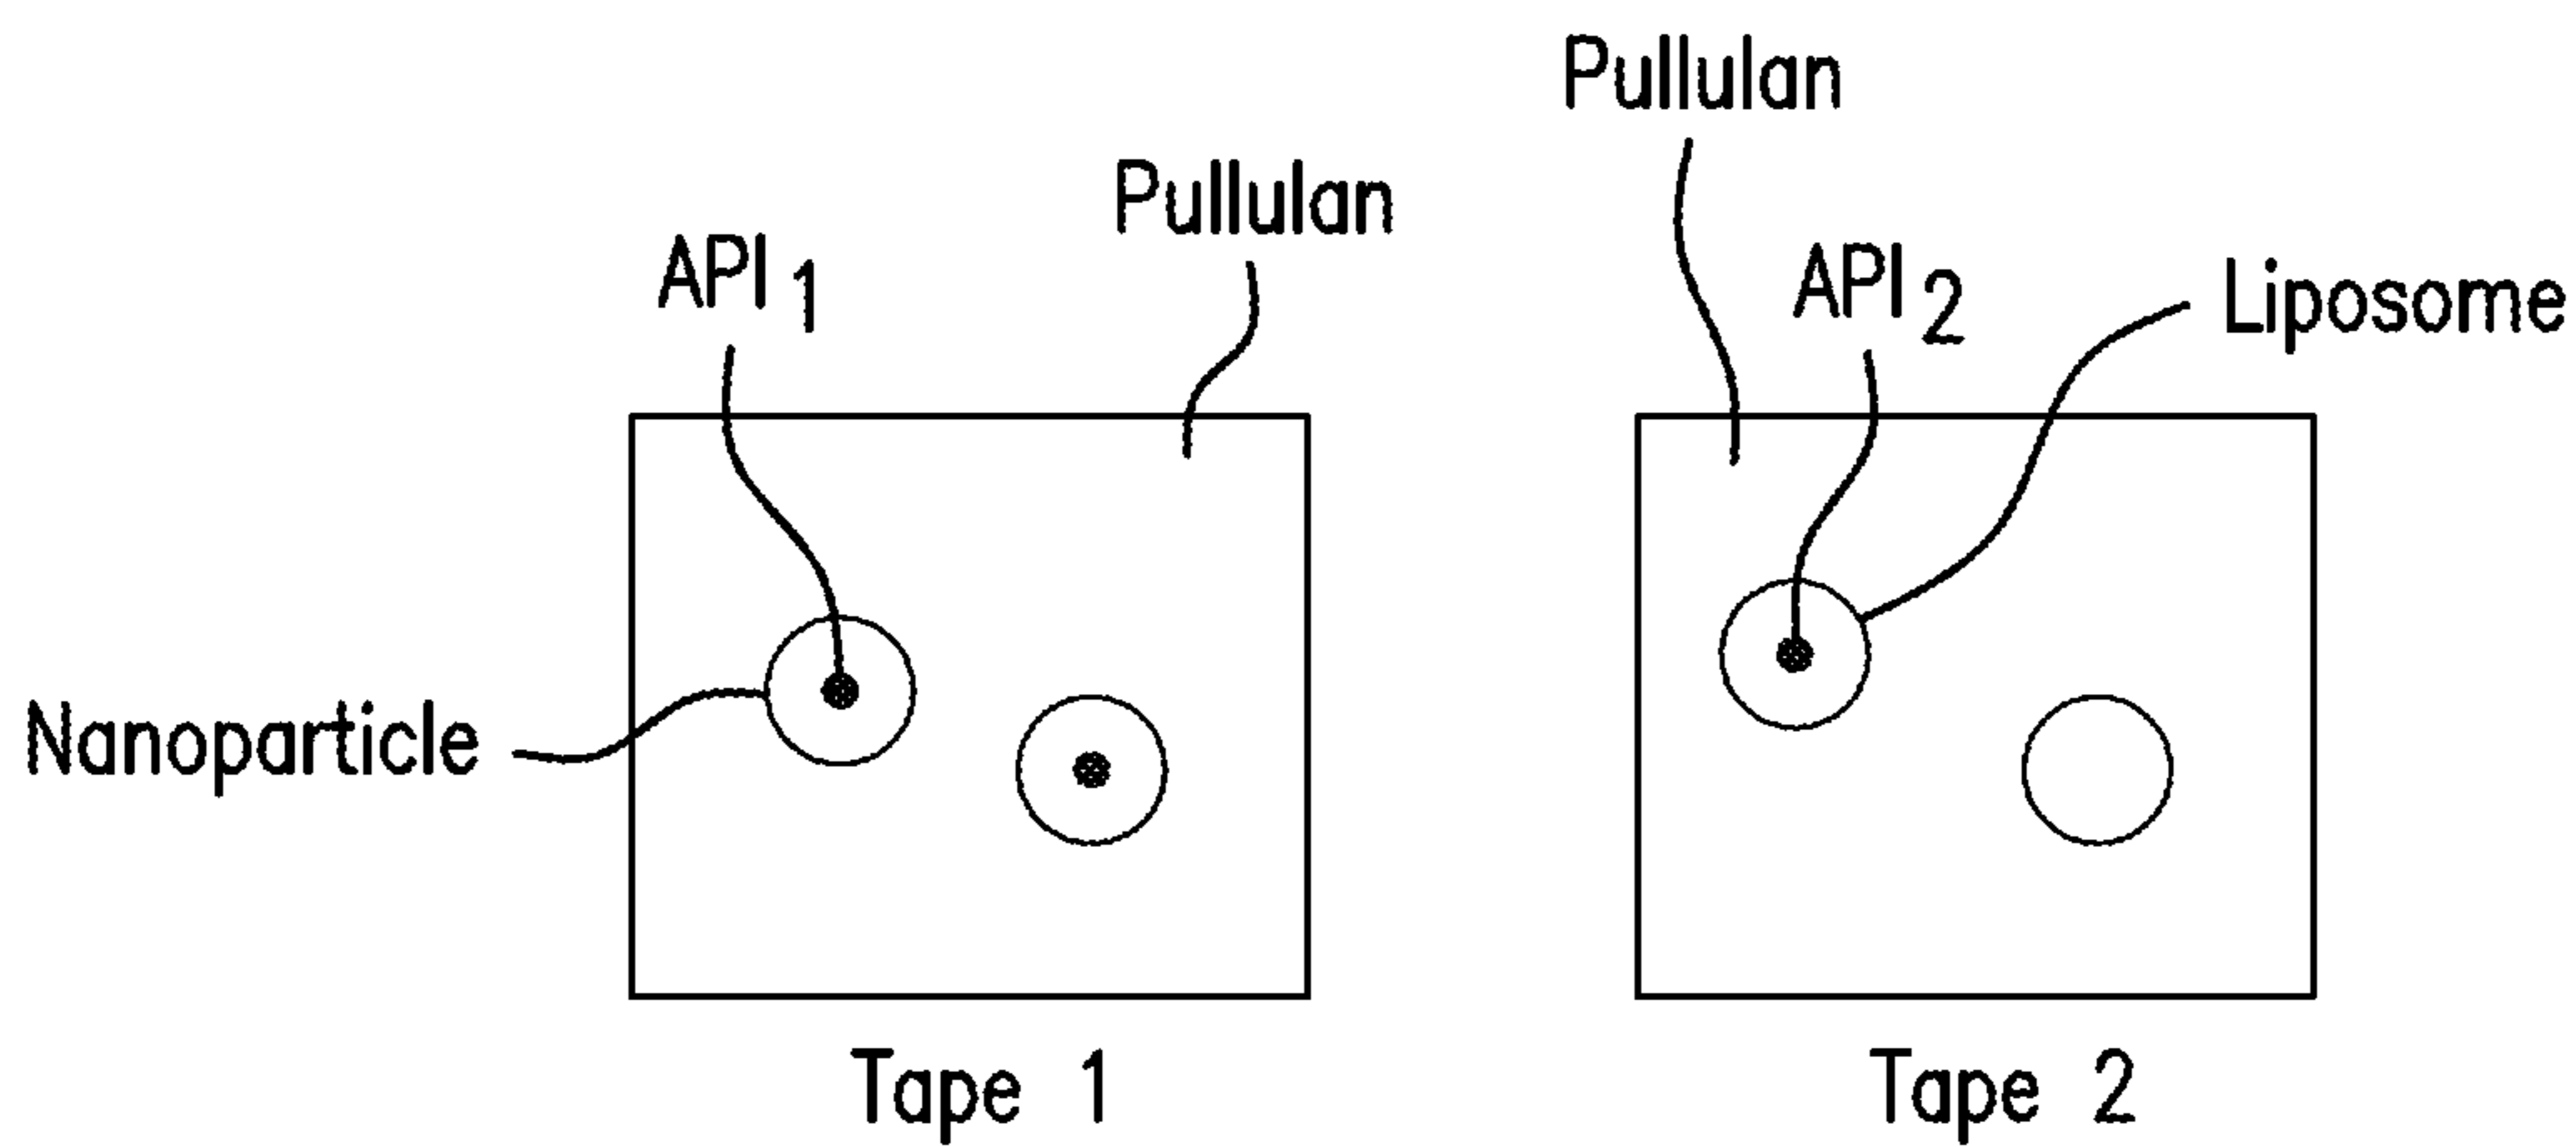 Pullulan
Pullulan
API 1
API 2
Liposome
Nanoparticle
Tape 1
Tape 2